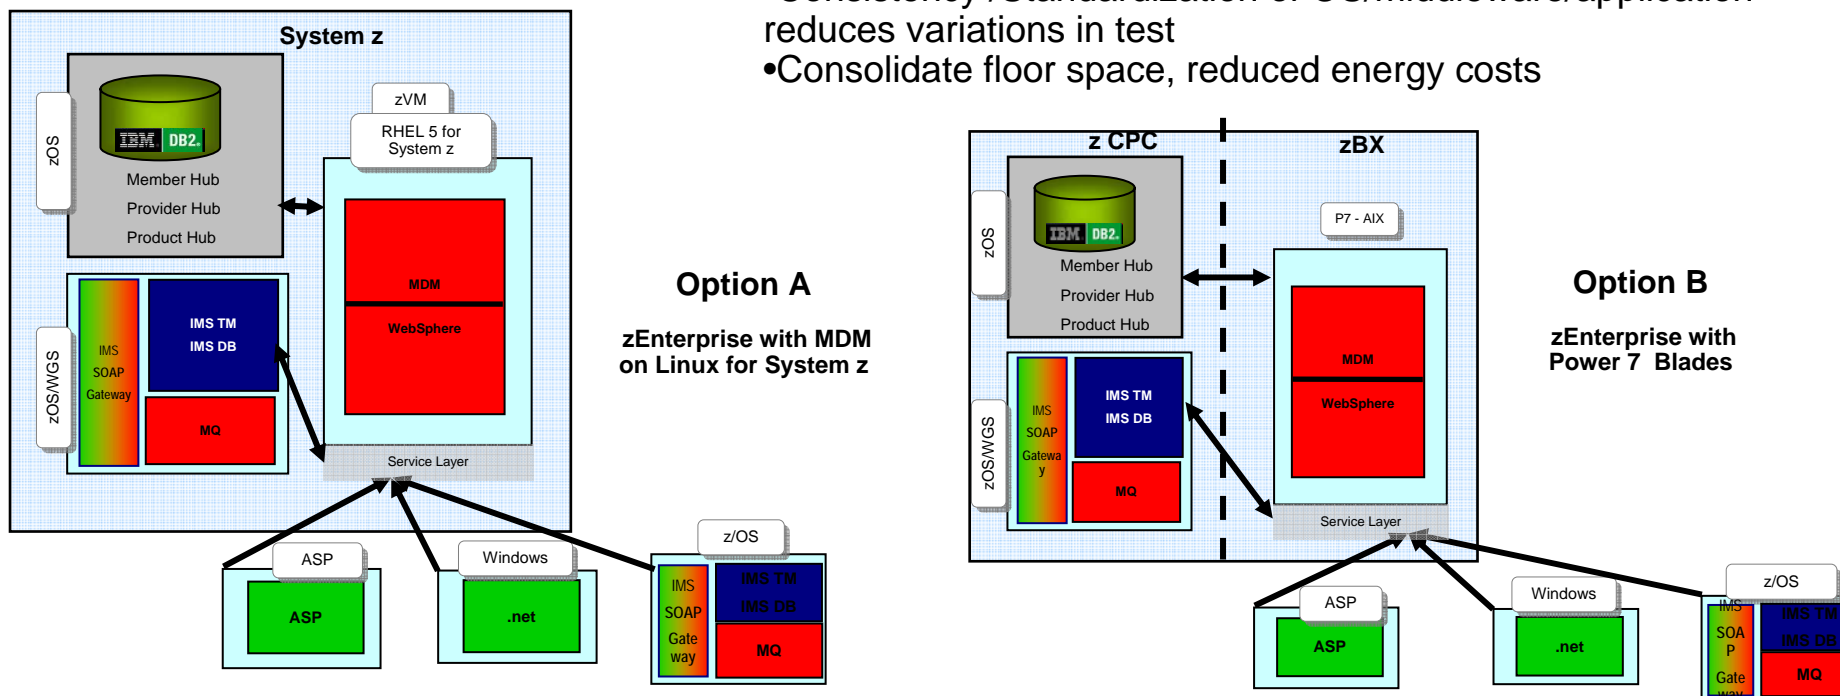 reduces variations in test
•Consolidate floor space, reduced energy costs
System z
zOS
IBM DB2.
Member Hub
Provider Hub
Product Hub
zVM
RHEL 5 for
System z
MDM
WebSphere
zOS/WGS
IMS
SOAP
Gateway
IMS TM
IMS DB
MQ
Service Layer
ASP
ASP
Windows
.net
z/OS
IMS
SOAP
Gate
way
IMS TM
IMS DB
MQ
Option A
zEnterprise with MDM
on Linux for System z
z CPC
zBX
zOS
IBM DB2.
Member Hub
Provider Hub
Product Hub
P7 - AIX
MDM
WebSphere
zOS/WGS
IMS
SOAP
Gatewa
y
IMS TM
IMS DB
MQ
Service Layer
ASP
ASP
Windows
.net
z/OS
IMS
SOA
P
Gate
way
IMS TM
IMS DB
MQ
Option B
zEnterprise with
Power 7 Blades